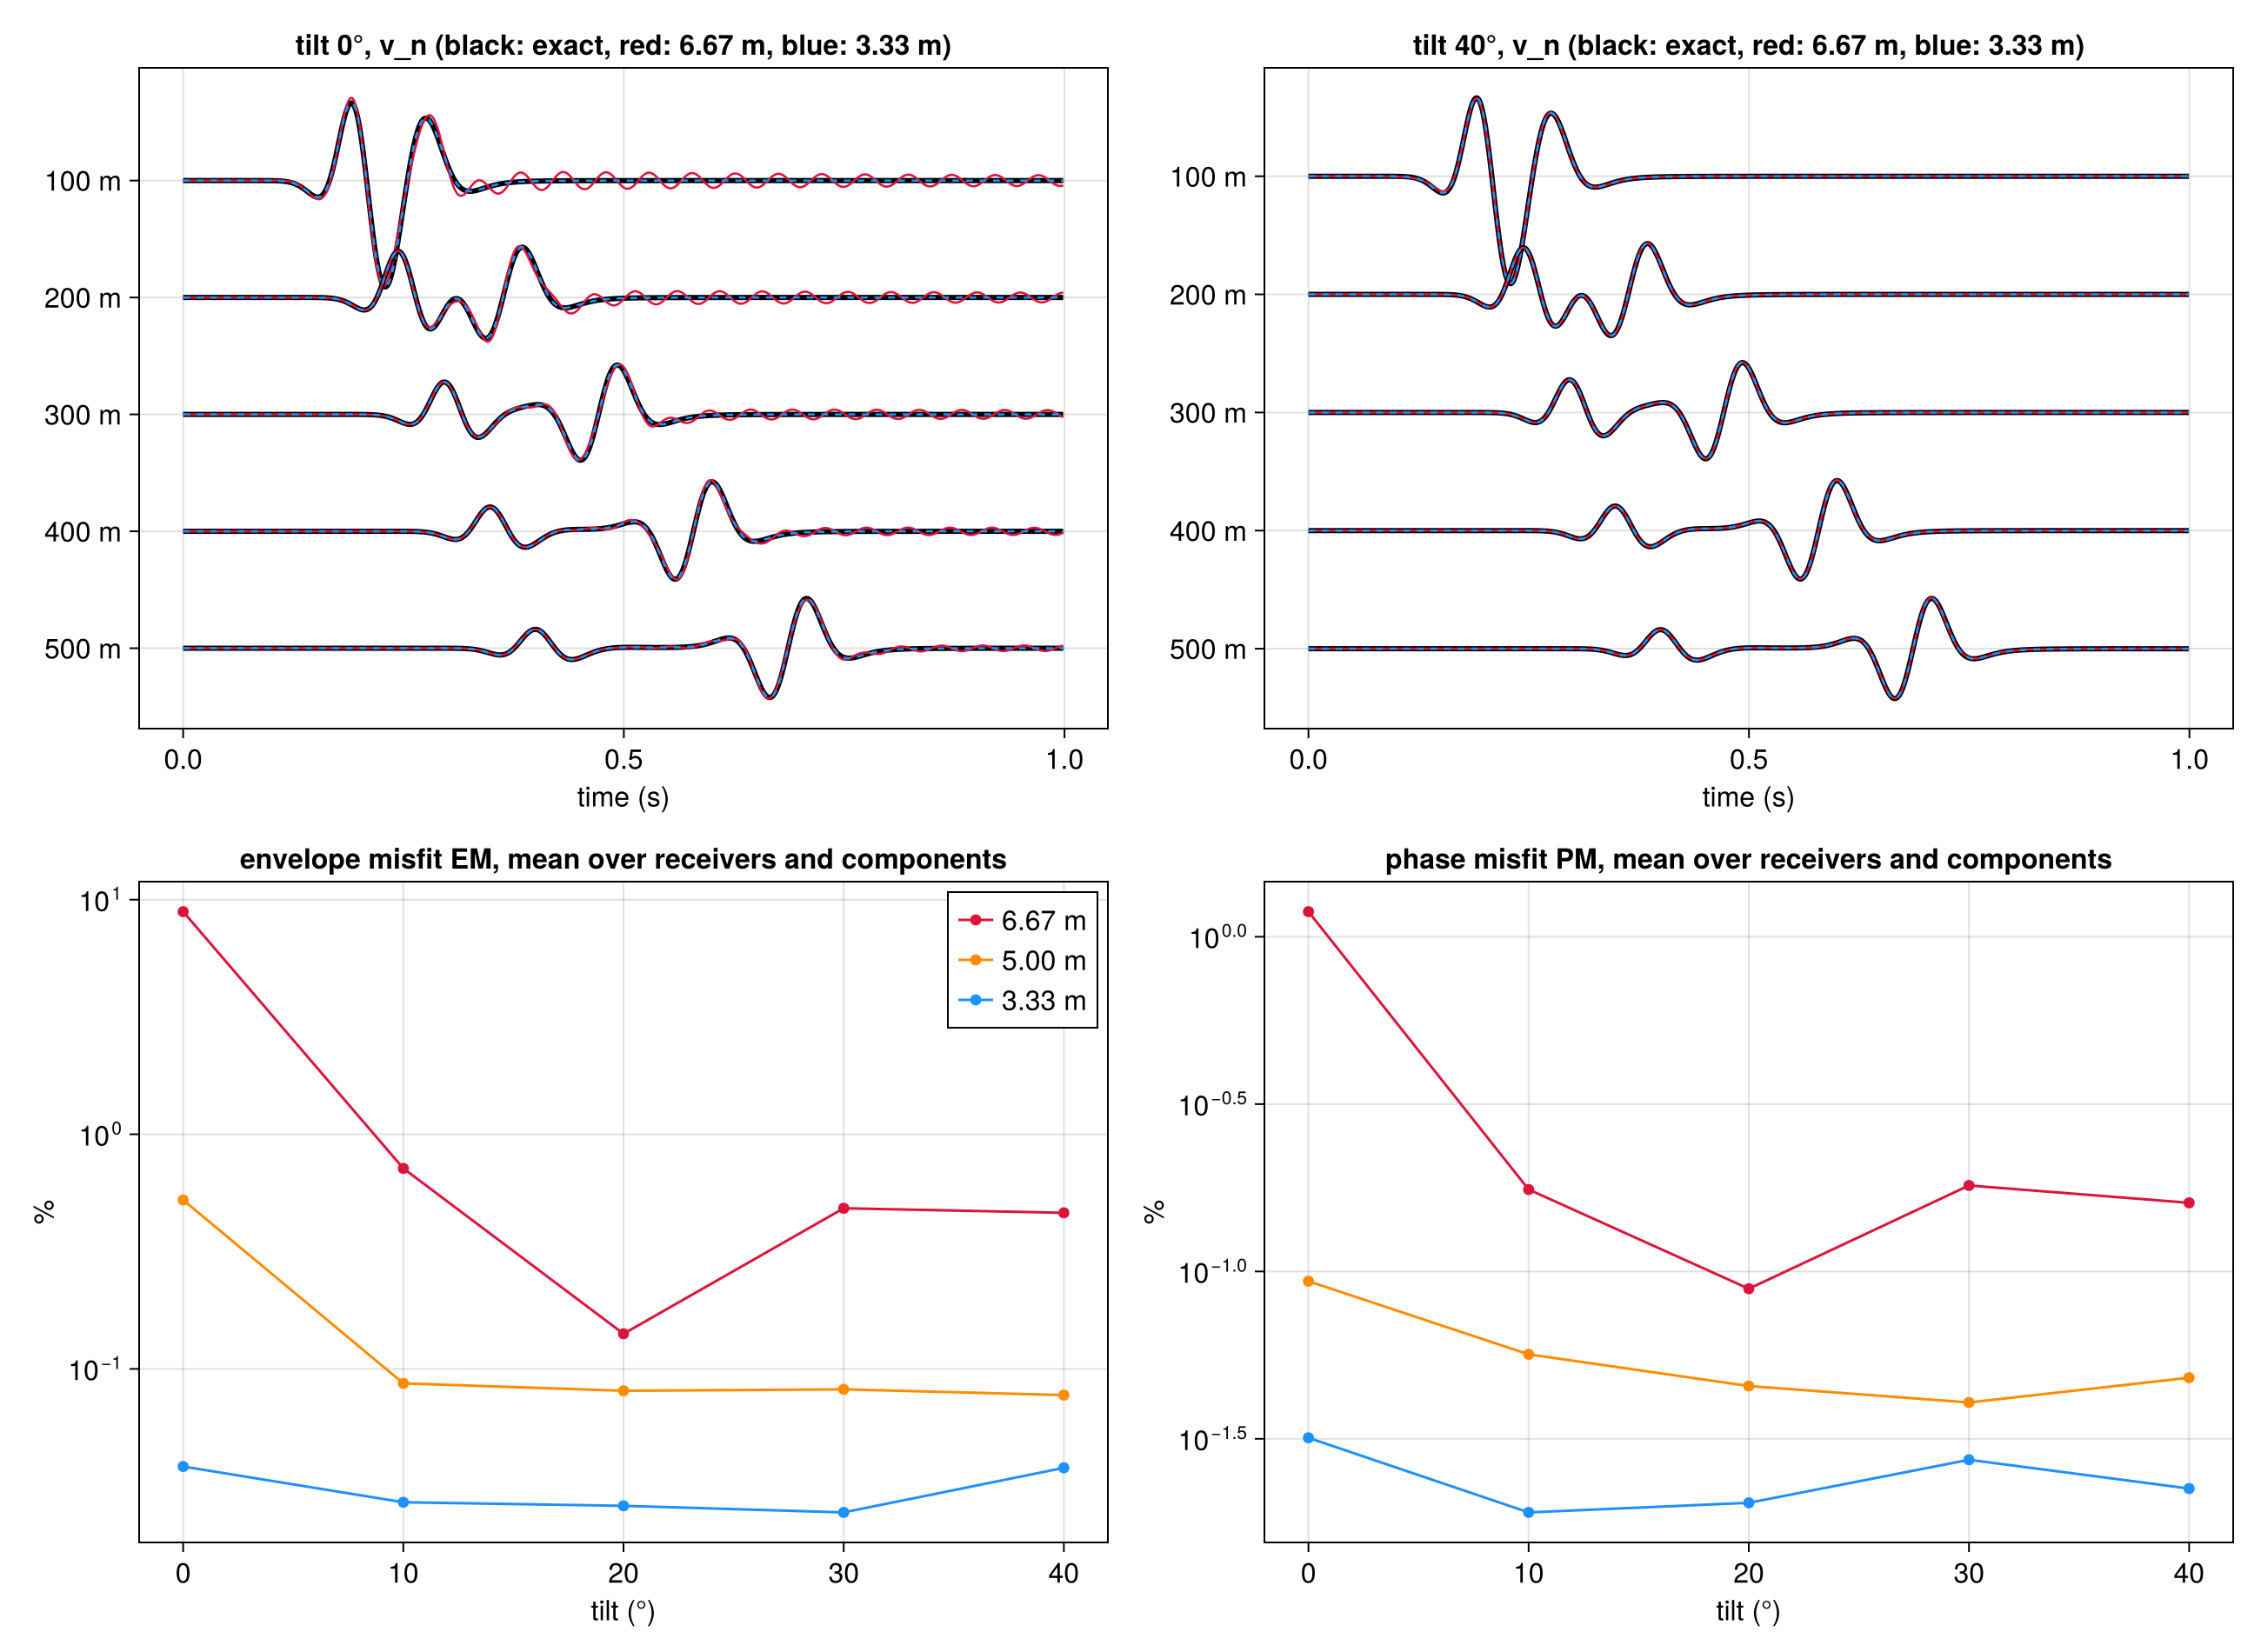 tilt 0°, v_n (black: exact, red: 6.67 m, blue: 3.33 m)
100 m
200 m
300 m
400 m
500 m
0.0 0.5 1.0
time (s)
tilt 40°, v_n (black: exact, red: 6.67 m, blue: 3.33 m)
100 m
200 m
300 m
400 m
500 m
0.0 0.5 1.0
time (s)
envelope misfit EM, mean over receivers and components
10^1
10^0
10^−1
%
6.67 m
5.00 m
3.33 m
0 10 20 30 40
tilt (°)
phase misfit PM, mean over receivers and components
10^0.0
10^−0.5
10^−1.0
10^−1.5
%
0 10 20 30 40
tilt (°)